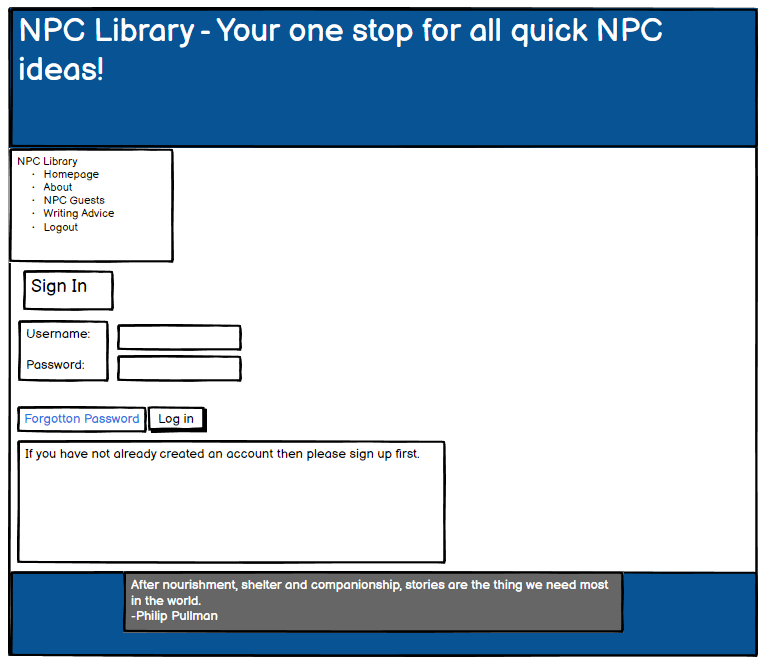 NPC Library - Your one stop for all quick NPC
ideas!
NPC Library
· Homepage
· About
· NPC Guests
· Writing Advice
· Logout
Sign In
Username:
Password:
Forgotton Password
Log in
If you have not already created an account then please sign up first.
After nourishment, shelter and companionship, stories are the thing we need most
in the world.
-Philip Pullman